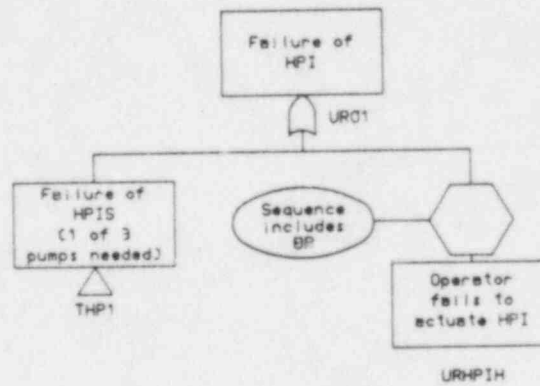 Failure of
HPI
UR01
Failure of
HPIS
(1 of 3
pumps needed)
THP1
Sequence
includes
BP
Operator
fails to
actuate HPI
URHPIH